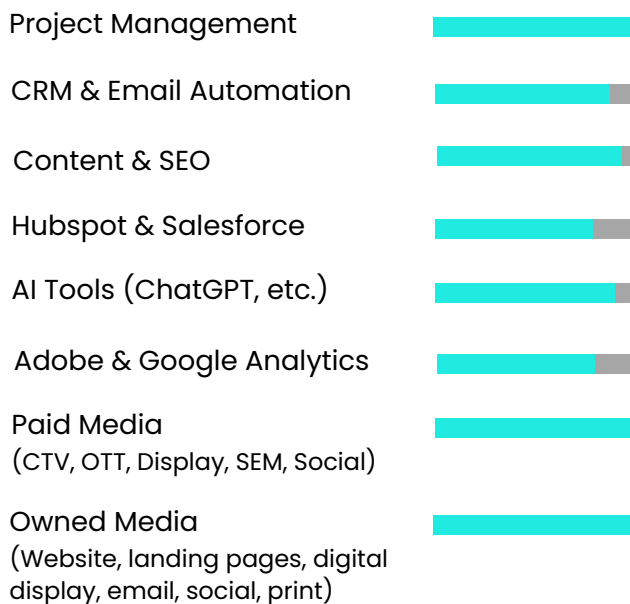 Project Management
CRM & Email Automation
Content & SEO
Hubspot & Salesforce
AI Tools (ChatGPT, etc.)
Adobe & Google Analytics
Paid Media
(CTV, OTT, Display, SEM, Social)
Owned Media
(Website, landing pages, digital
display, email, social, print)